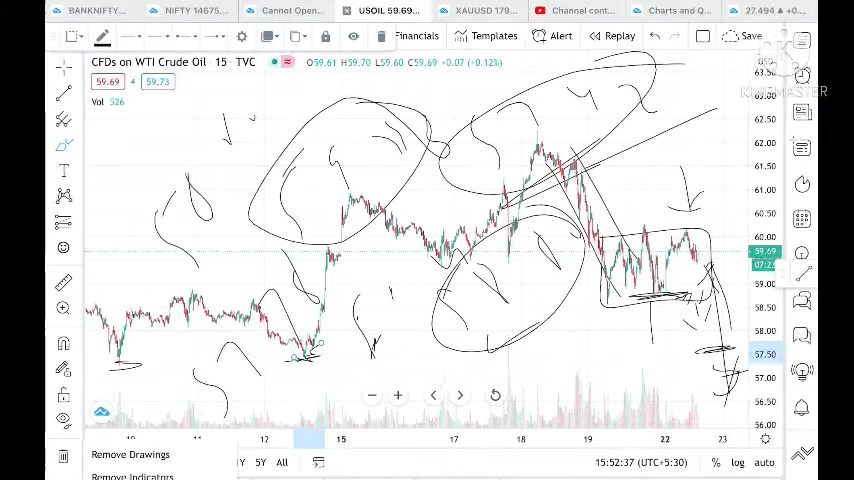 BANKNIFTY... NIFTY 14675... Cannot Open... USOIL 59.69... XAUUSD 179... Channel cont... Charts and Q... 27.494 ▲ +0...
Financials Templates Alert Replay Save
CFDs on WTI Crude Oil · 15 · TVC O59.61 H59.70 L59.60 C59.69 +0.07 (+0.12%)
59.69 4 59.73
Vol 526
KINEMASTER
63.50
63.00
62.50
62.00
61.50
61.00
60.50
60.00
59.69
07:2
59.00
58.50
58.00
57.50
57.00
56.50
56.00
10 11 12 15 17 18 19 22 23
Remove Drawings
Y 5Y All 15:52:37 (UTC+5:30) % log auto
Remove Indicators